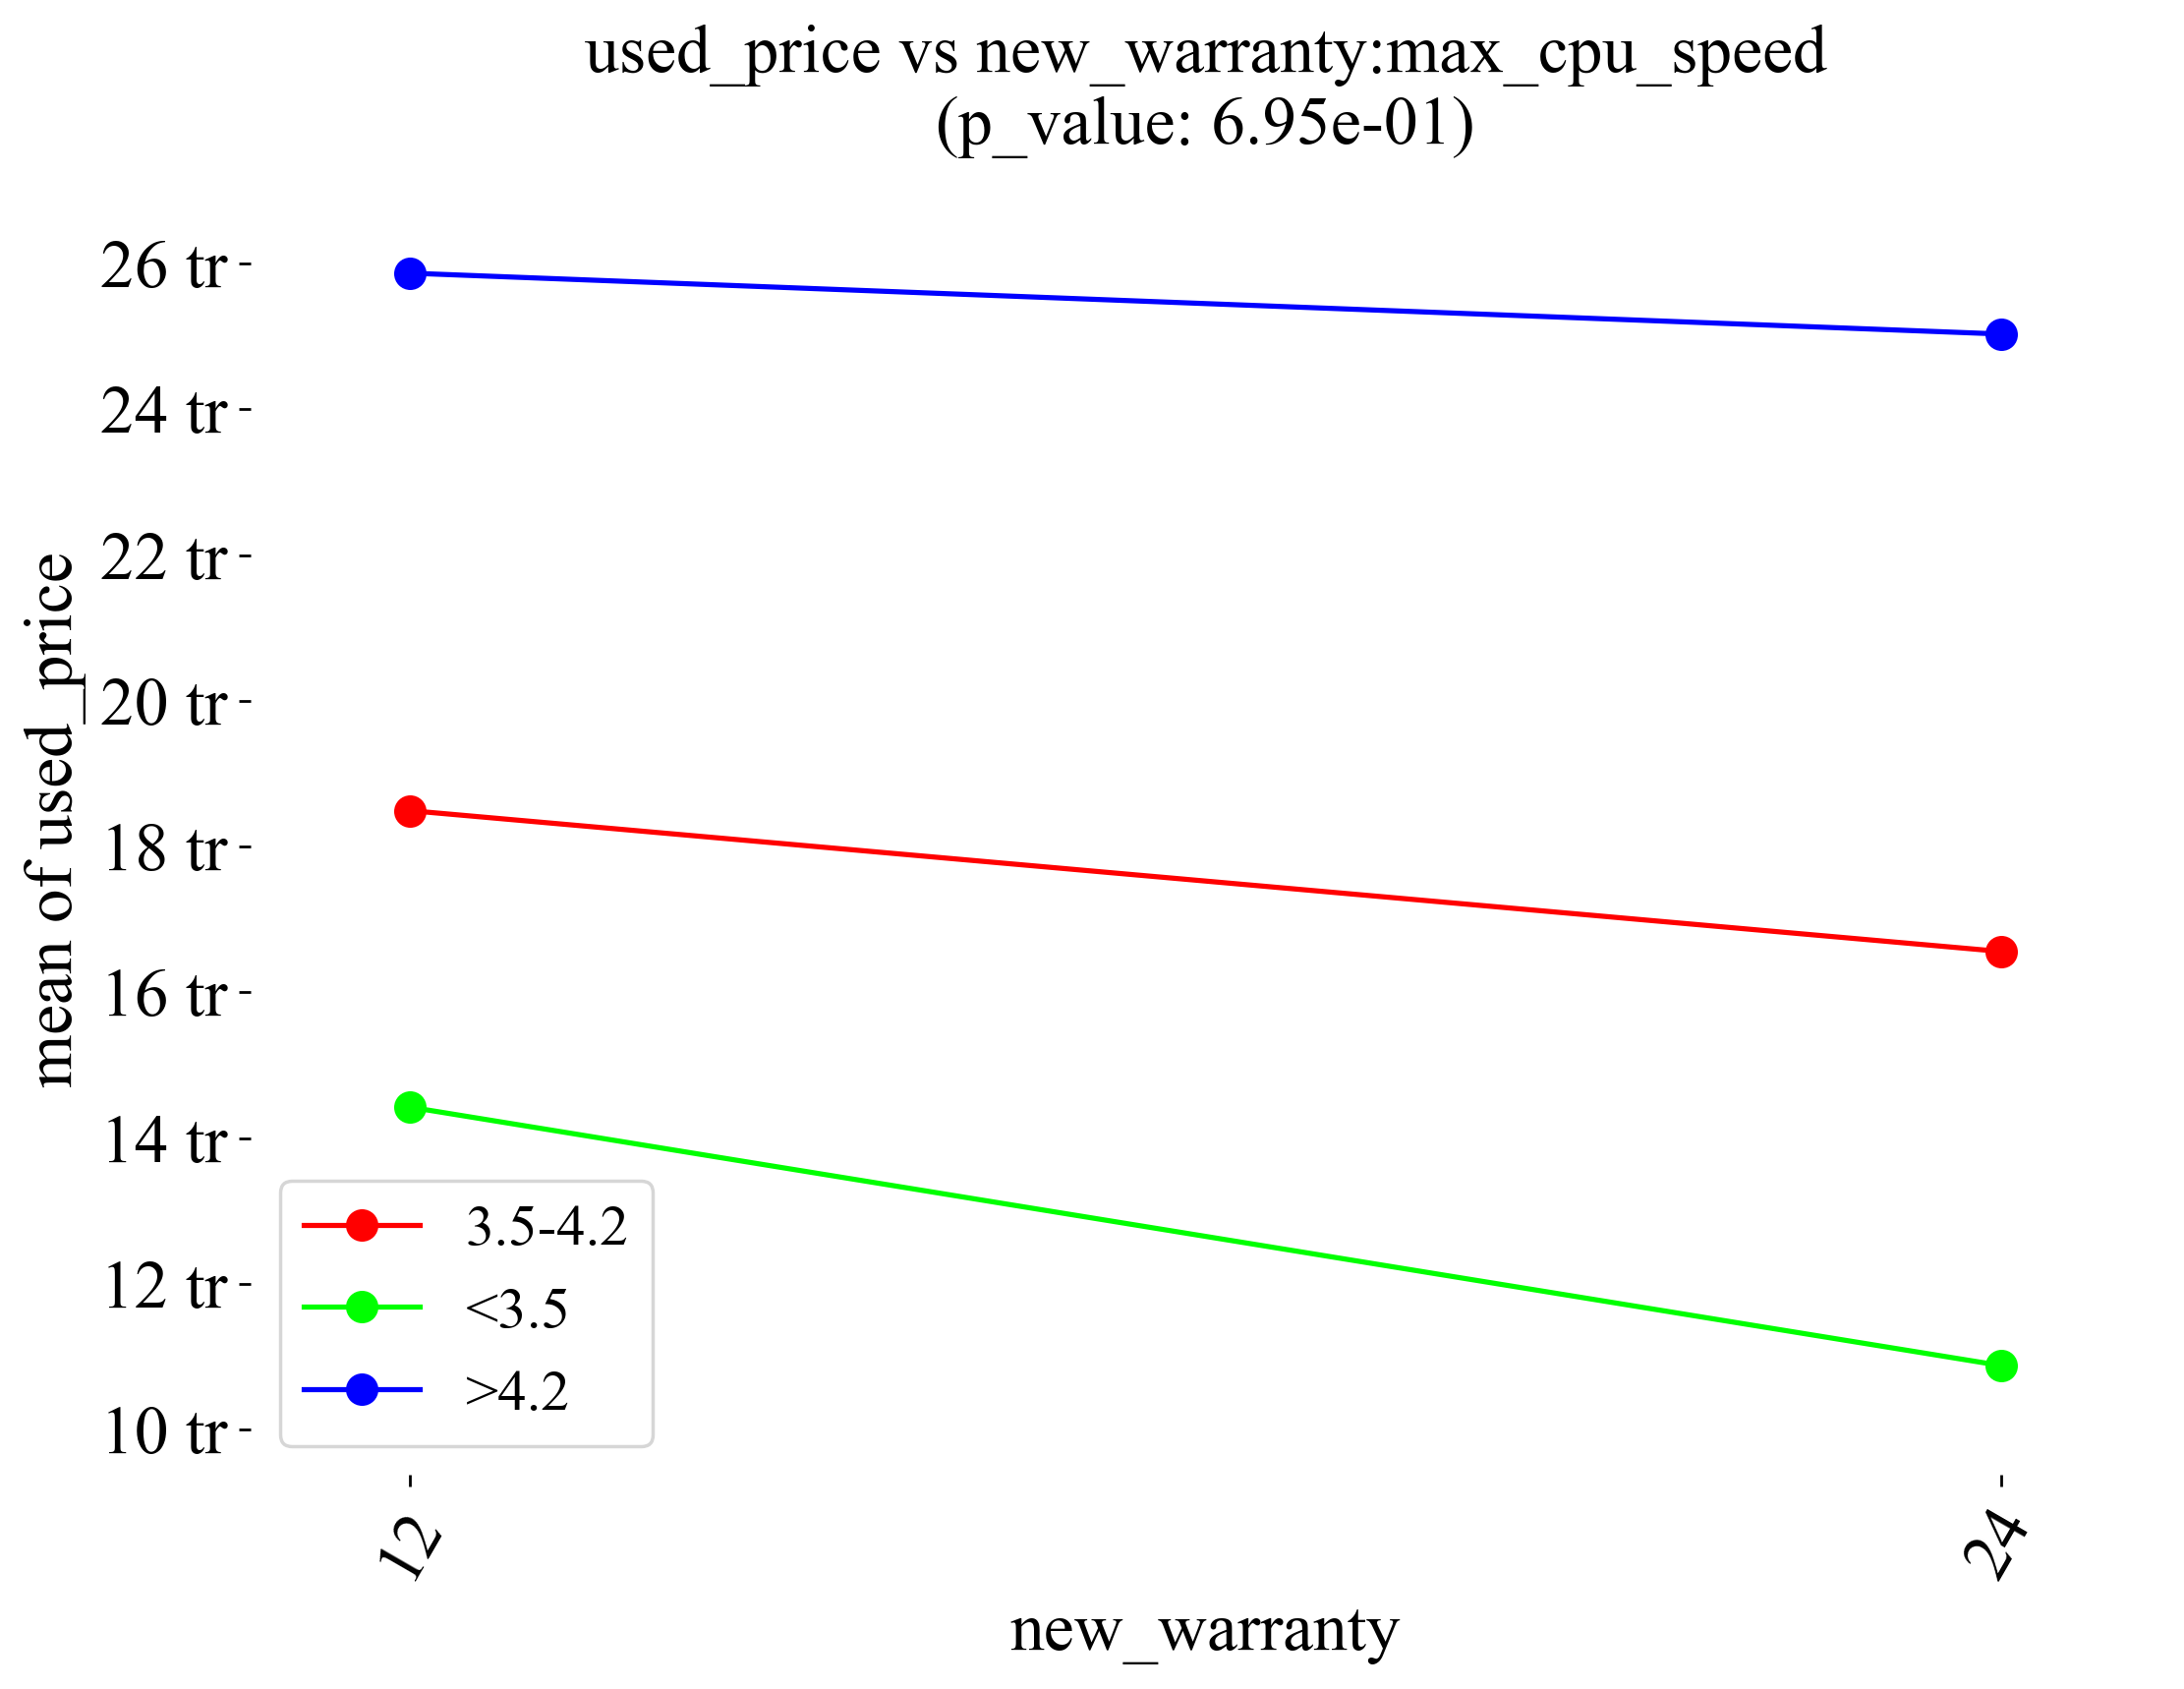 used_price vs new_warranty:max_cpu_speed
(p_value: 6.95e-01)
mean of used_price
26 tr
24 tr
22 tr
20 tr
18 tr
16 tr
14 tr
12 tr
10 tr
3.5-4.2
<3.5
>4.2
12
24
new_warranty